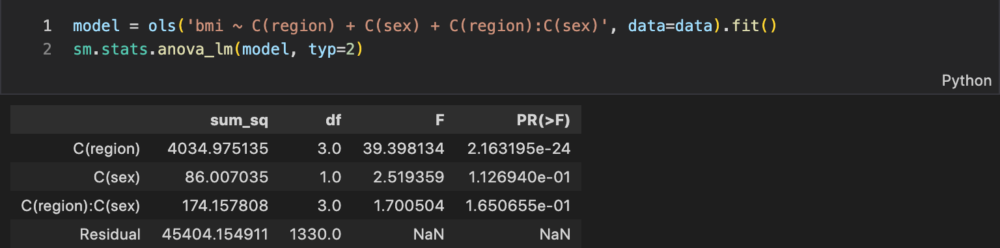 1 model = ols('bmi ~ C(region) + C(sex) + C(region):C(sex)', data=data).fit()
2 sm.stats.anova_lm(model, typ=2)
Python
sum_sq df F PR(>F)
C(region) 4034.975135 3.0 39.398134 2.163195e-24
C(sex) 86.007035 1.0 2.519359 1.126940e-01
C(region):C(sex) 174.157808 3.0 1.700504 1.650655e-01
Residual 45404.154911 1330.0 NaN NaN